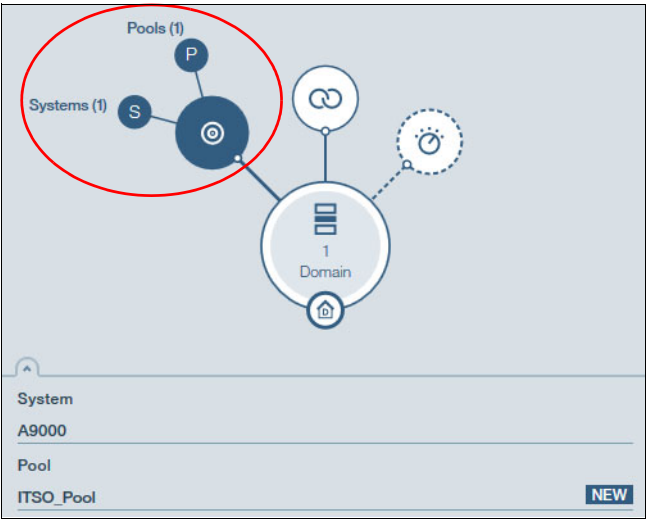 Pools (1)
P
Systems (1)
S
1
Domain
D
System
A9000
Pool
ITSO_Pool NEW